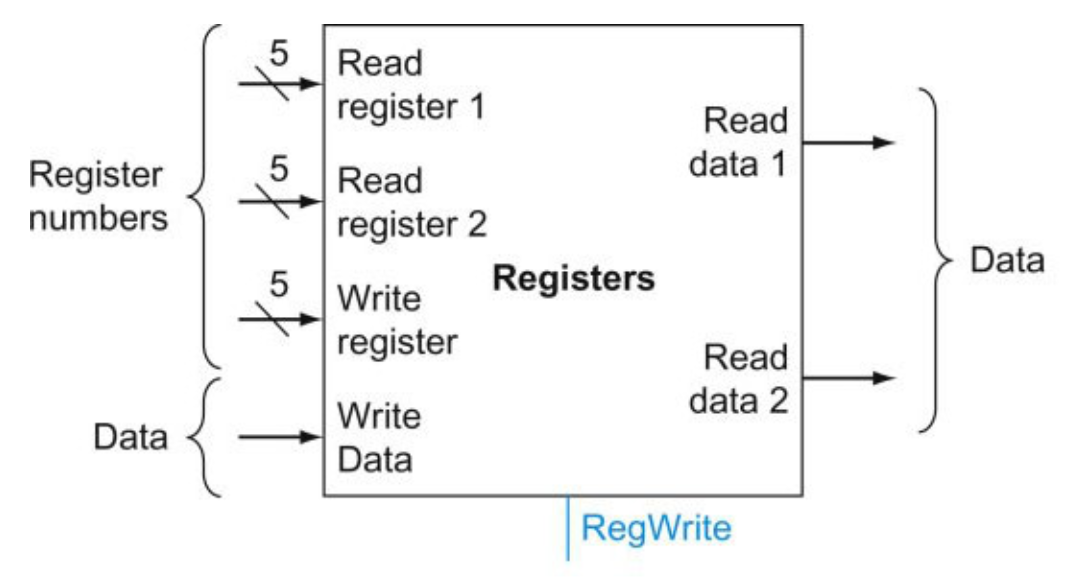 Register
numbers
Data
5
Read
register 1
5
Read
register 2
5
Write
register
Write
Data
Registers
Read
data 1
Read
data 2
Data
RegWrite